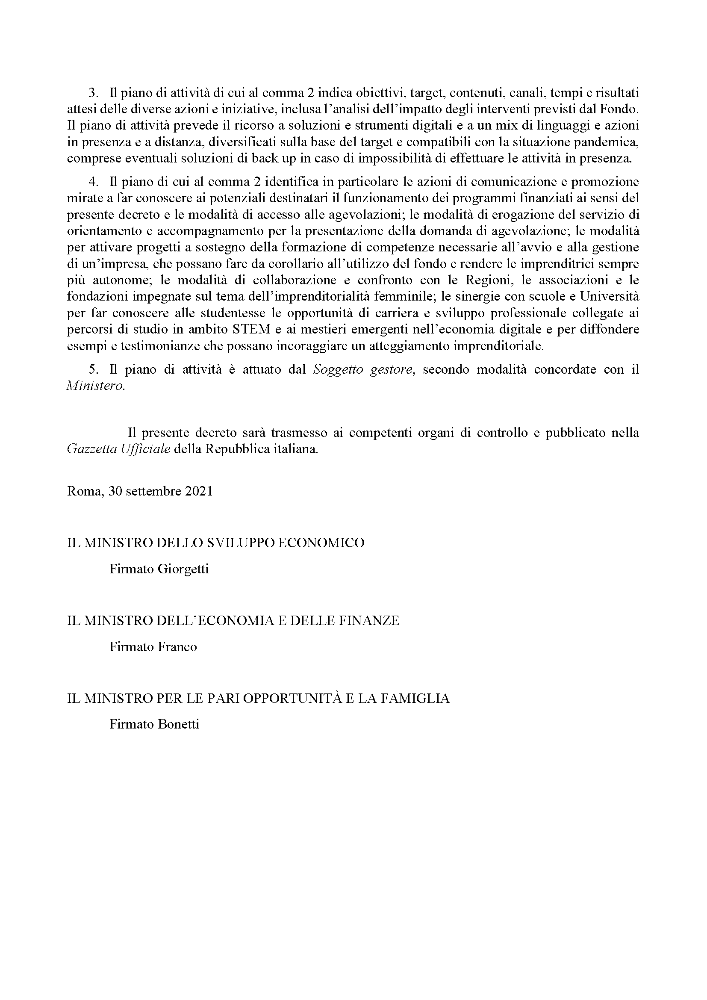 3. Il piano di attività di cui al comma 2 indica obiettivi, target, contenuti, canali, tempi e risultati
attesi delle diverse azioni e iniziative, inclusa l’analisi dell’impatto degli interventi previsti dal Fondo.
Il piano di attività prevede il ricorso a soluzioni e strumenti digitali e a un mix di linguaggi e azioni
in presenza e a distanza, diversificati sulla base del target e compatibili con la situazione pandemica,
comprese eventuali soluzioni di back up in caso di impossibilità di effettuare le attività in presenza.
4. Il piano di cui al comma 2 identifica in particolare le azioni di comunicazione e promozione
mirate a far conoscere ai potenziali destinatari il funzionamento dei programmi finanziati ai sensi del
presente decreto e le modalità di accesso alle agevolazioni; le modalità di erogazione del servizio di
orientamento e accompagnamento per la presentazione della domanda di agevolazione; le modalità
per attivare progetti a sostegno della formazione di competenze necessarie all’avvio e alla gestione
di un’impresa, che possano fare da corollario all’utilizzo del fondo e rendere le imprenditrici sempre
più autonome; le modalità di collaborazione e confronto con le Regioni, le associazioni e le
fondazioni impegnate sul tema dell’imprenditorialità femminile; le sinergie con scuole e Università
per far conoscere alle studentesse le opportunità di carriera e sviluppo professionale collegate ai
percorsi di studio in ambito STEM e ai mestieri emergenti nell’economia digitale e per diffondere
esempi e testimonianze che possano incoraggiare un atteggiamento imprenditoriale.
5. Il piano di attività è attuato dal Soggetto gestore, secondo modalità concordate con il
Ministero.
Il presente decreto sarà trasmesso ai competenti organi di controllo e pubblicato nella
Gazzetta Ufficiale della Repubblica italiana.
Roma, 30 settembre 2021
IL MINISTRO DELLO SVILUPPO ECONOMICO
Firmato Giorgetti
IL MINISTRO DELL’ECONOMIA E DELLE FINANZE
Firmato Franco
IL MINISTRO PER LE PARI OPPORTUNITÀ E LA FAMIGLIA
Firmato Bonetti